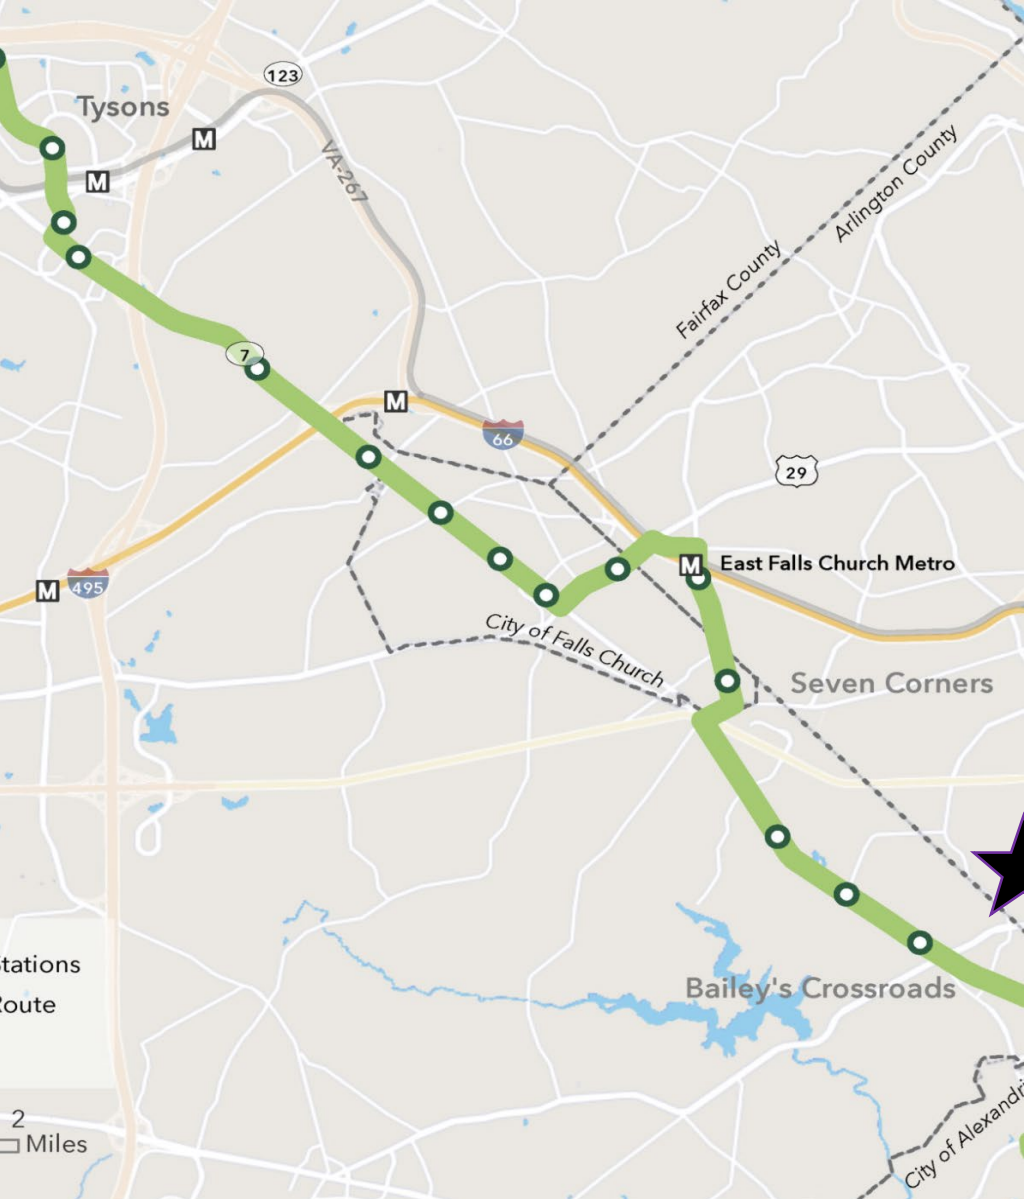 123
Tysons
M
VA-267
M
Arlington County
Fairfax County
7
M
66
29
M
East Falls Church Metro
495
M
City of Falls Church
Seven Corners
Stations
Bailey's Crossroads
Route
2
Miles
City of Alexandri